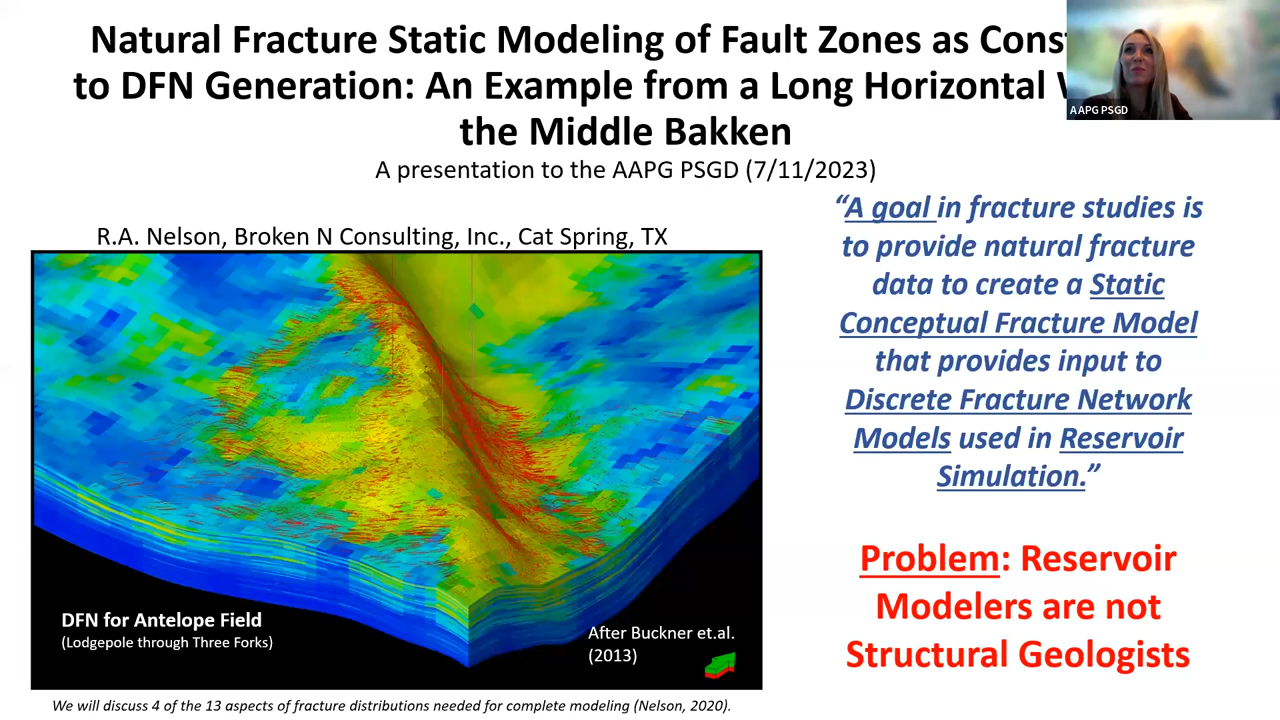 Natural Fracture Static Modeling of Fault Zones as
to DFN Generation: An Example from a Long Horizontal
the Middle Bakken
A presentation to the AAPG PSGD (7/11/2023)
AAPG PSGD
R.A. Nelson, Broken N Consulting, Inc., Cat Spring, TX
DFN for Antelope Field
(Lodgepole through Three Forks)
After Buckner et.al.
(2013)
We will discuss 4 of the 13 aspects of fracture distributions needed for complete modeling (Nelson, 2020).
“A goal in fracture studies is
to provide natural fracture
data to create a Static
Conceptual Fracture Model
that provides input to
Discrete Fracture Network
Models used in Reservoir
Simulation.”
Problem: Reservoir
Modelers are not
Structural Geologists